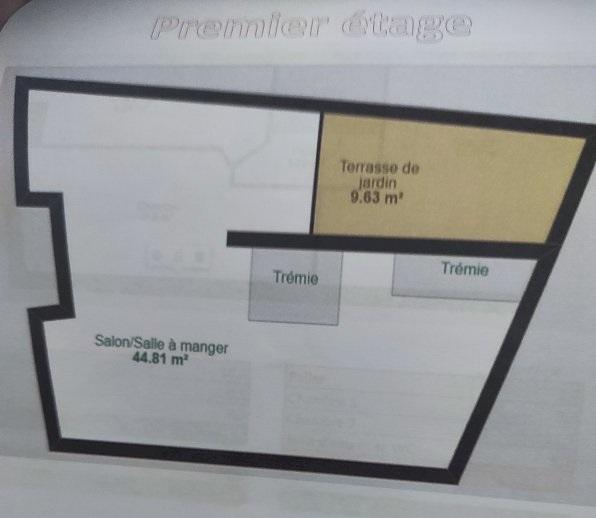 Premier étage
Terrasse de
jardin
9.63 m²
Trémie
Trémie
Salon/Salle à manger
44.81 m²